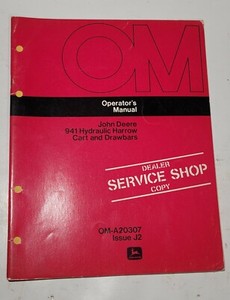 OM
Operator's
Manual
John Deere
941 Hydraulic Harrow
Cart and Drawbars
DEALER
SERVICE SHOP
COPY
OM-A20307
Issue J2